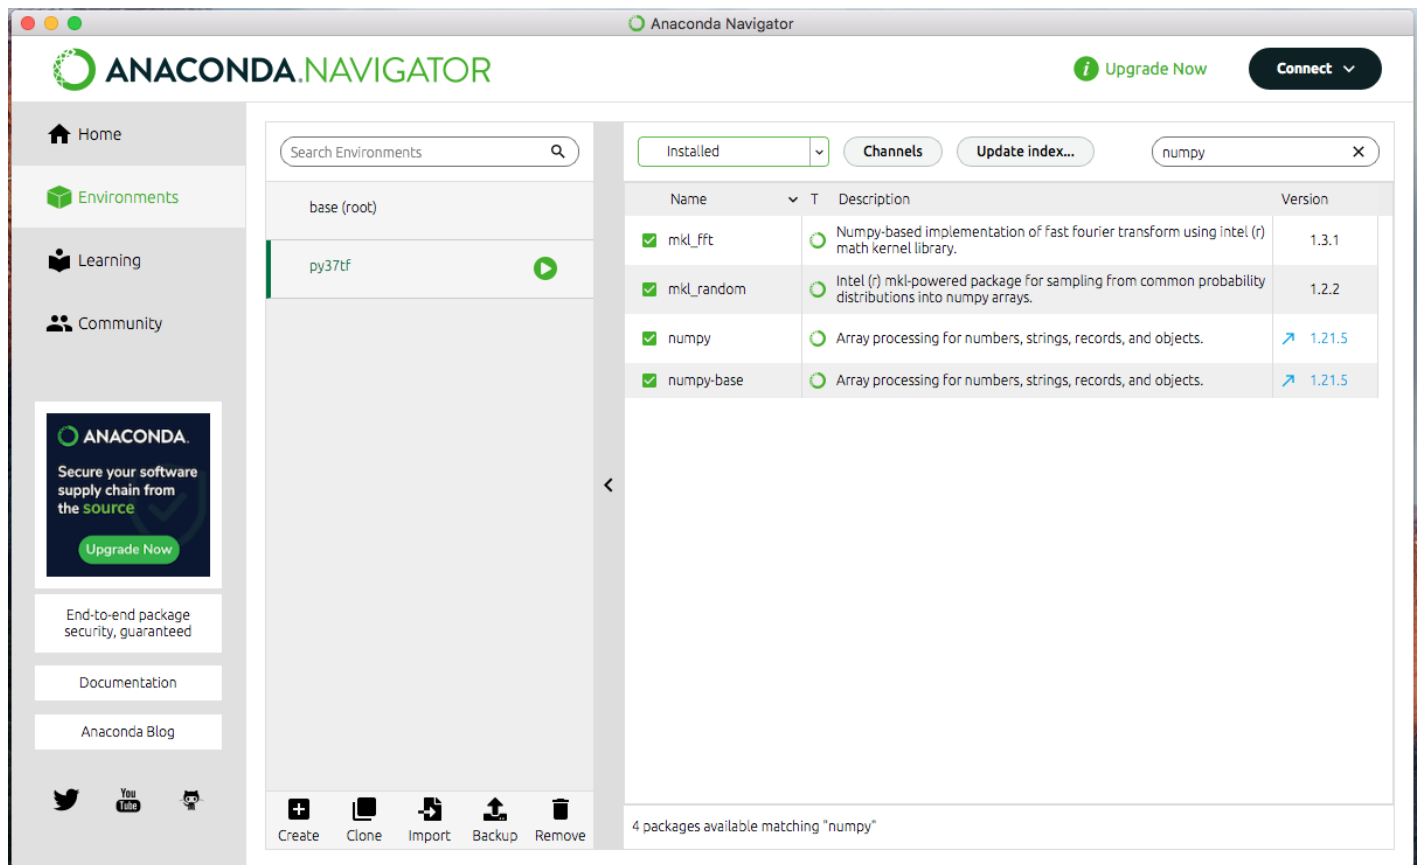 Anaconda Navigator
ANACONDA.NAVIGATOR
i Upgrade Now
Connect
Home
Environments
Learning
Community
ANACONDA.
Secure your software
supply chain from
the source
Upgrade Now
End-to-end package
security, guaranteed
Documentation
Anaconda Blog
You
Tube
Search Environments
base (root)
py37tf
Create Clone Import Backup Remove
Installed Channels Update index... numpy
Name T Description Version
mkl_fft Numpy-based implementation of fast fourier transform using intel (r)
math kernel library. 1.3.1
mkl_random Intel (r) mkl-powered package for sampling from common probability
distributions into numpy arrays. 1.2.2
numpy Array processing for numbers, strings, records, and objects. 1.21.5
numpy-base Array processing for numbers, strings, records, and objects. 1.21.5
4 packages available matching "numpy"